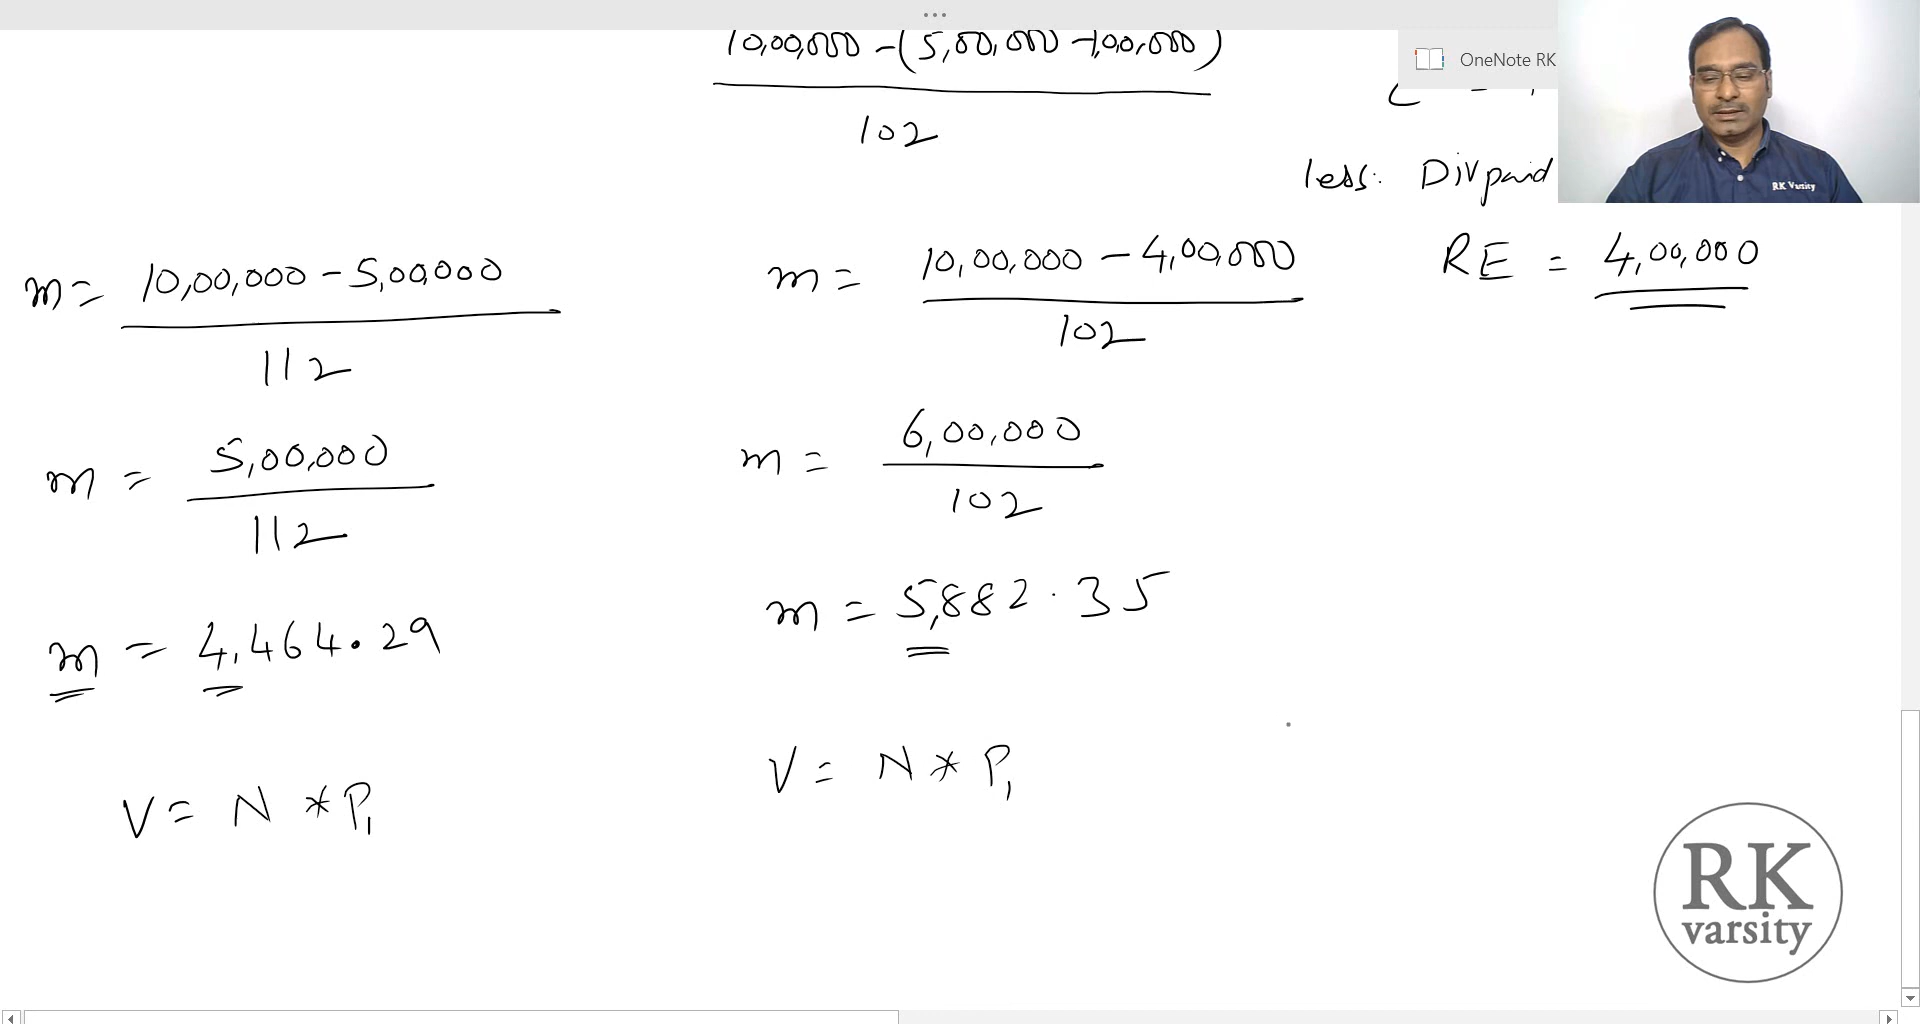 10,00,000 - (5,00,000 - 1,00,000)
102
OneNote RK
less: Div paid
RK Varsity
m = 10,00,000 - 5,00,000
112
m = 10,00,000 - 4,00,000
102
RE = 4,00,000
m = 5,00,000
112
m = 6,00,000
102
m = 4,464.29
m = 5,882.35
V = N * P1
V = N * P1
RK
varsity